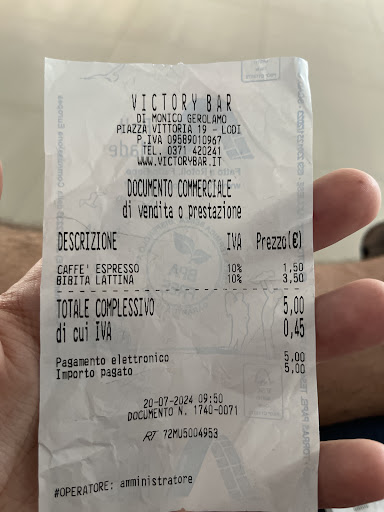 VICTORY BAR
DI MONICO GEROLAMO
PIAZZA VITTORIA 19 - LODI
P.IVA 09589010967
TEL. 0371 420241
WWW.VICTORYBAR.IT
DOCUMENTO COMMERCIALE
di vendita o prestazione
DESCRIZIONE IVA Prezzo(€)
CAFFE' ESPRESSO 10% 1,50
BIBITA LATTINA 10% 3,50
TOTALE COMPLESSIVO 5,00
di cui IVA 0,45
Pagamento elettronico 5,00
Importo pagato 5,00
20-07-2024 09:50
DOCUMENTO N. 1740-0071
RT 72MU5004953
#OPERATORE: amministratore